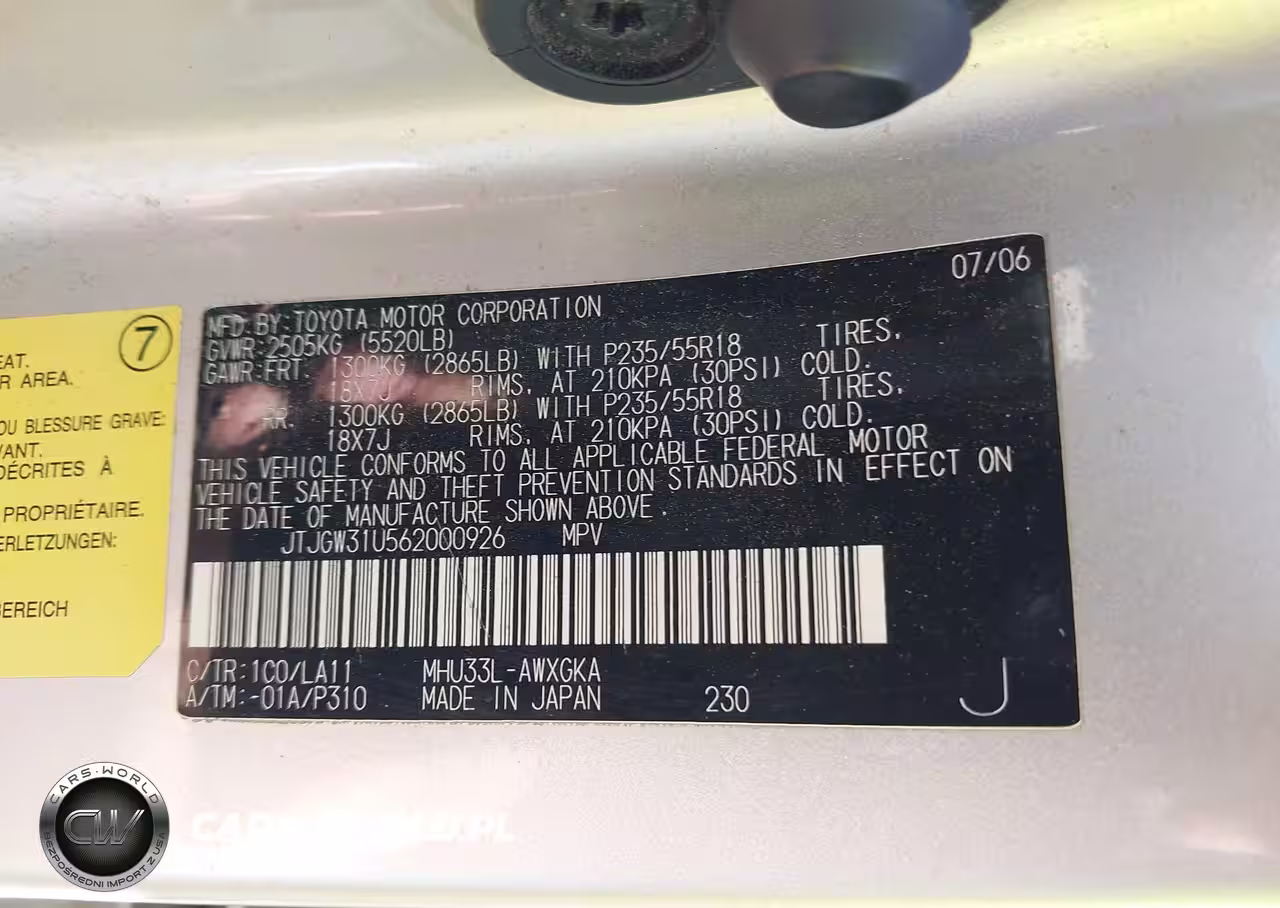 07/06
MFD.BY:TOYOTA MOTOR CORPORATION
GVWR:2505KG (5520LB)
GAWR:FRT. 1300KG (2865LB) WITH P235/55R18 TIRES,
18X7J RIMS, AT 210KPA (30PSI) COLD.
RR. 1300KG (2865LB) WITH P235/55R18 TIRES,
18X7J RIMS, AT 210KPA (30PSI) COLD.
THIS VEHICLE CONFORMS TO ALL APPLICABLE FEDERAL MOTOR
VEHICLE SAFETY AND THEFT PREVENTION STANDARDS IN EFFECT ON
THE DATE OF MANUFACTURE SHOWN ABOVE.
JTJGW31U562000926 MPV
C/TR:1C0/LA11 MHU33L-AWXGKA
A/TM:-01A/P310 MADE IN JAPAN 230 J
7
EAT.
R AREA.
OU BLESSURE GRAVE:
VANT.
DÉCRITES À
PROPRIÉTAIRE.
ERLETZUNGEN:
BEREICH
CARS-WORLD
CW
BEZPOŚREDNI IMPORT Z USA